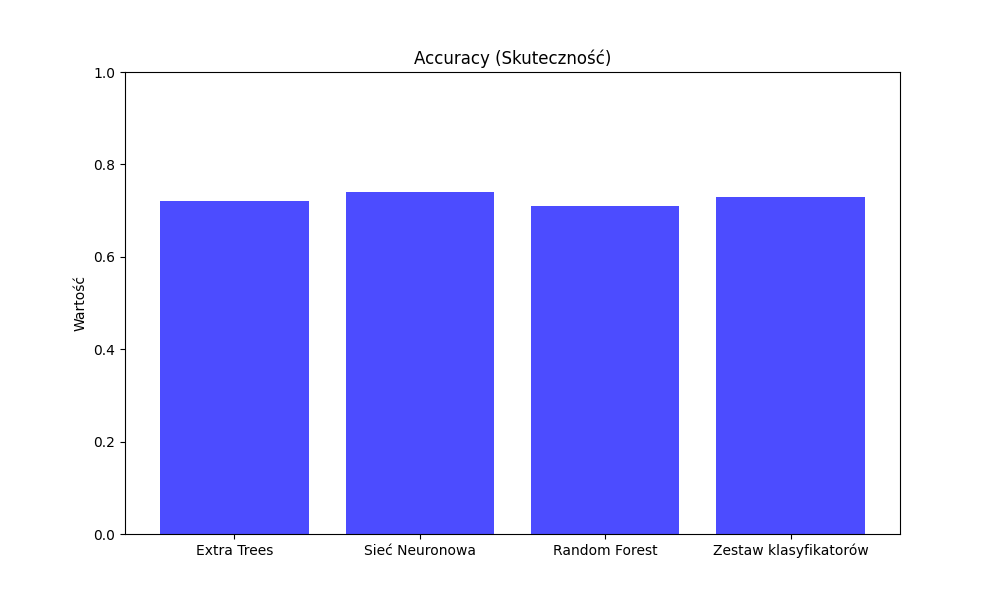 Accuracy (Skuteczność)
1.0
0.8
0.6
0.4
0.2
0.0
Wartość
Extra Trees
Sieć Neuronowa
Random Forest
Zestaw klasyfikatorów